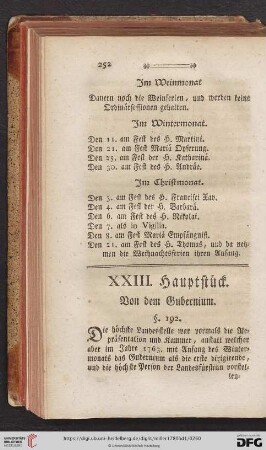 252
Im Weinmonat
Dauern noch die Weinferien, und werden keine
Ordinärsessionen gehalten.
Im Wintermonat.
Den 11. am Fest des H. Martini.
Den 21. am Fest Mariä Opferung.
Den 25. am Fest der H. Katharinä.
Den 30. am Fest des H. Andreä.
Im Christmonat.
Den 3. am Fest des H. Francisci Xav.
Den 4. am Fest der H. Barbarä.
Den 6. am Fest des H. Nikolai.
Den 7. als in Vigilia.
Den 8. am Fest Mariä Empfängniß.
Den 21. am Fest des H. Thomas, und da neh-
men die Weihnachtsferien ihren Anfang.
XXIII. Hauptstück.
Von dem Gubernium.
§. 192.
Die höchste Landesstelle war vormals die Re-
präsentation und Kammer, anstatt welcher
aber im Jahre 1763. mit Anfang des Winter-
monats das Gubernium als die erste dirigirende,
und die höchste Person der Landesfürstinn vorstel-
len-